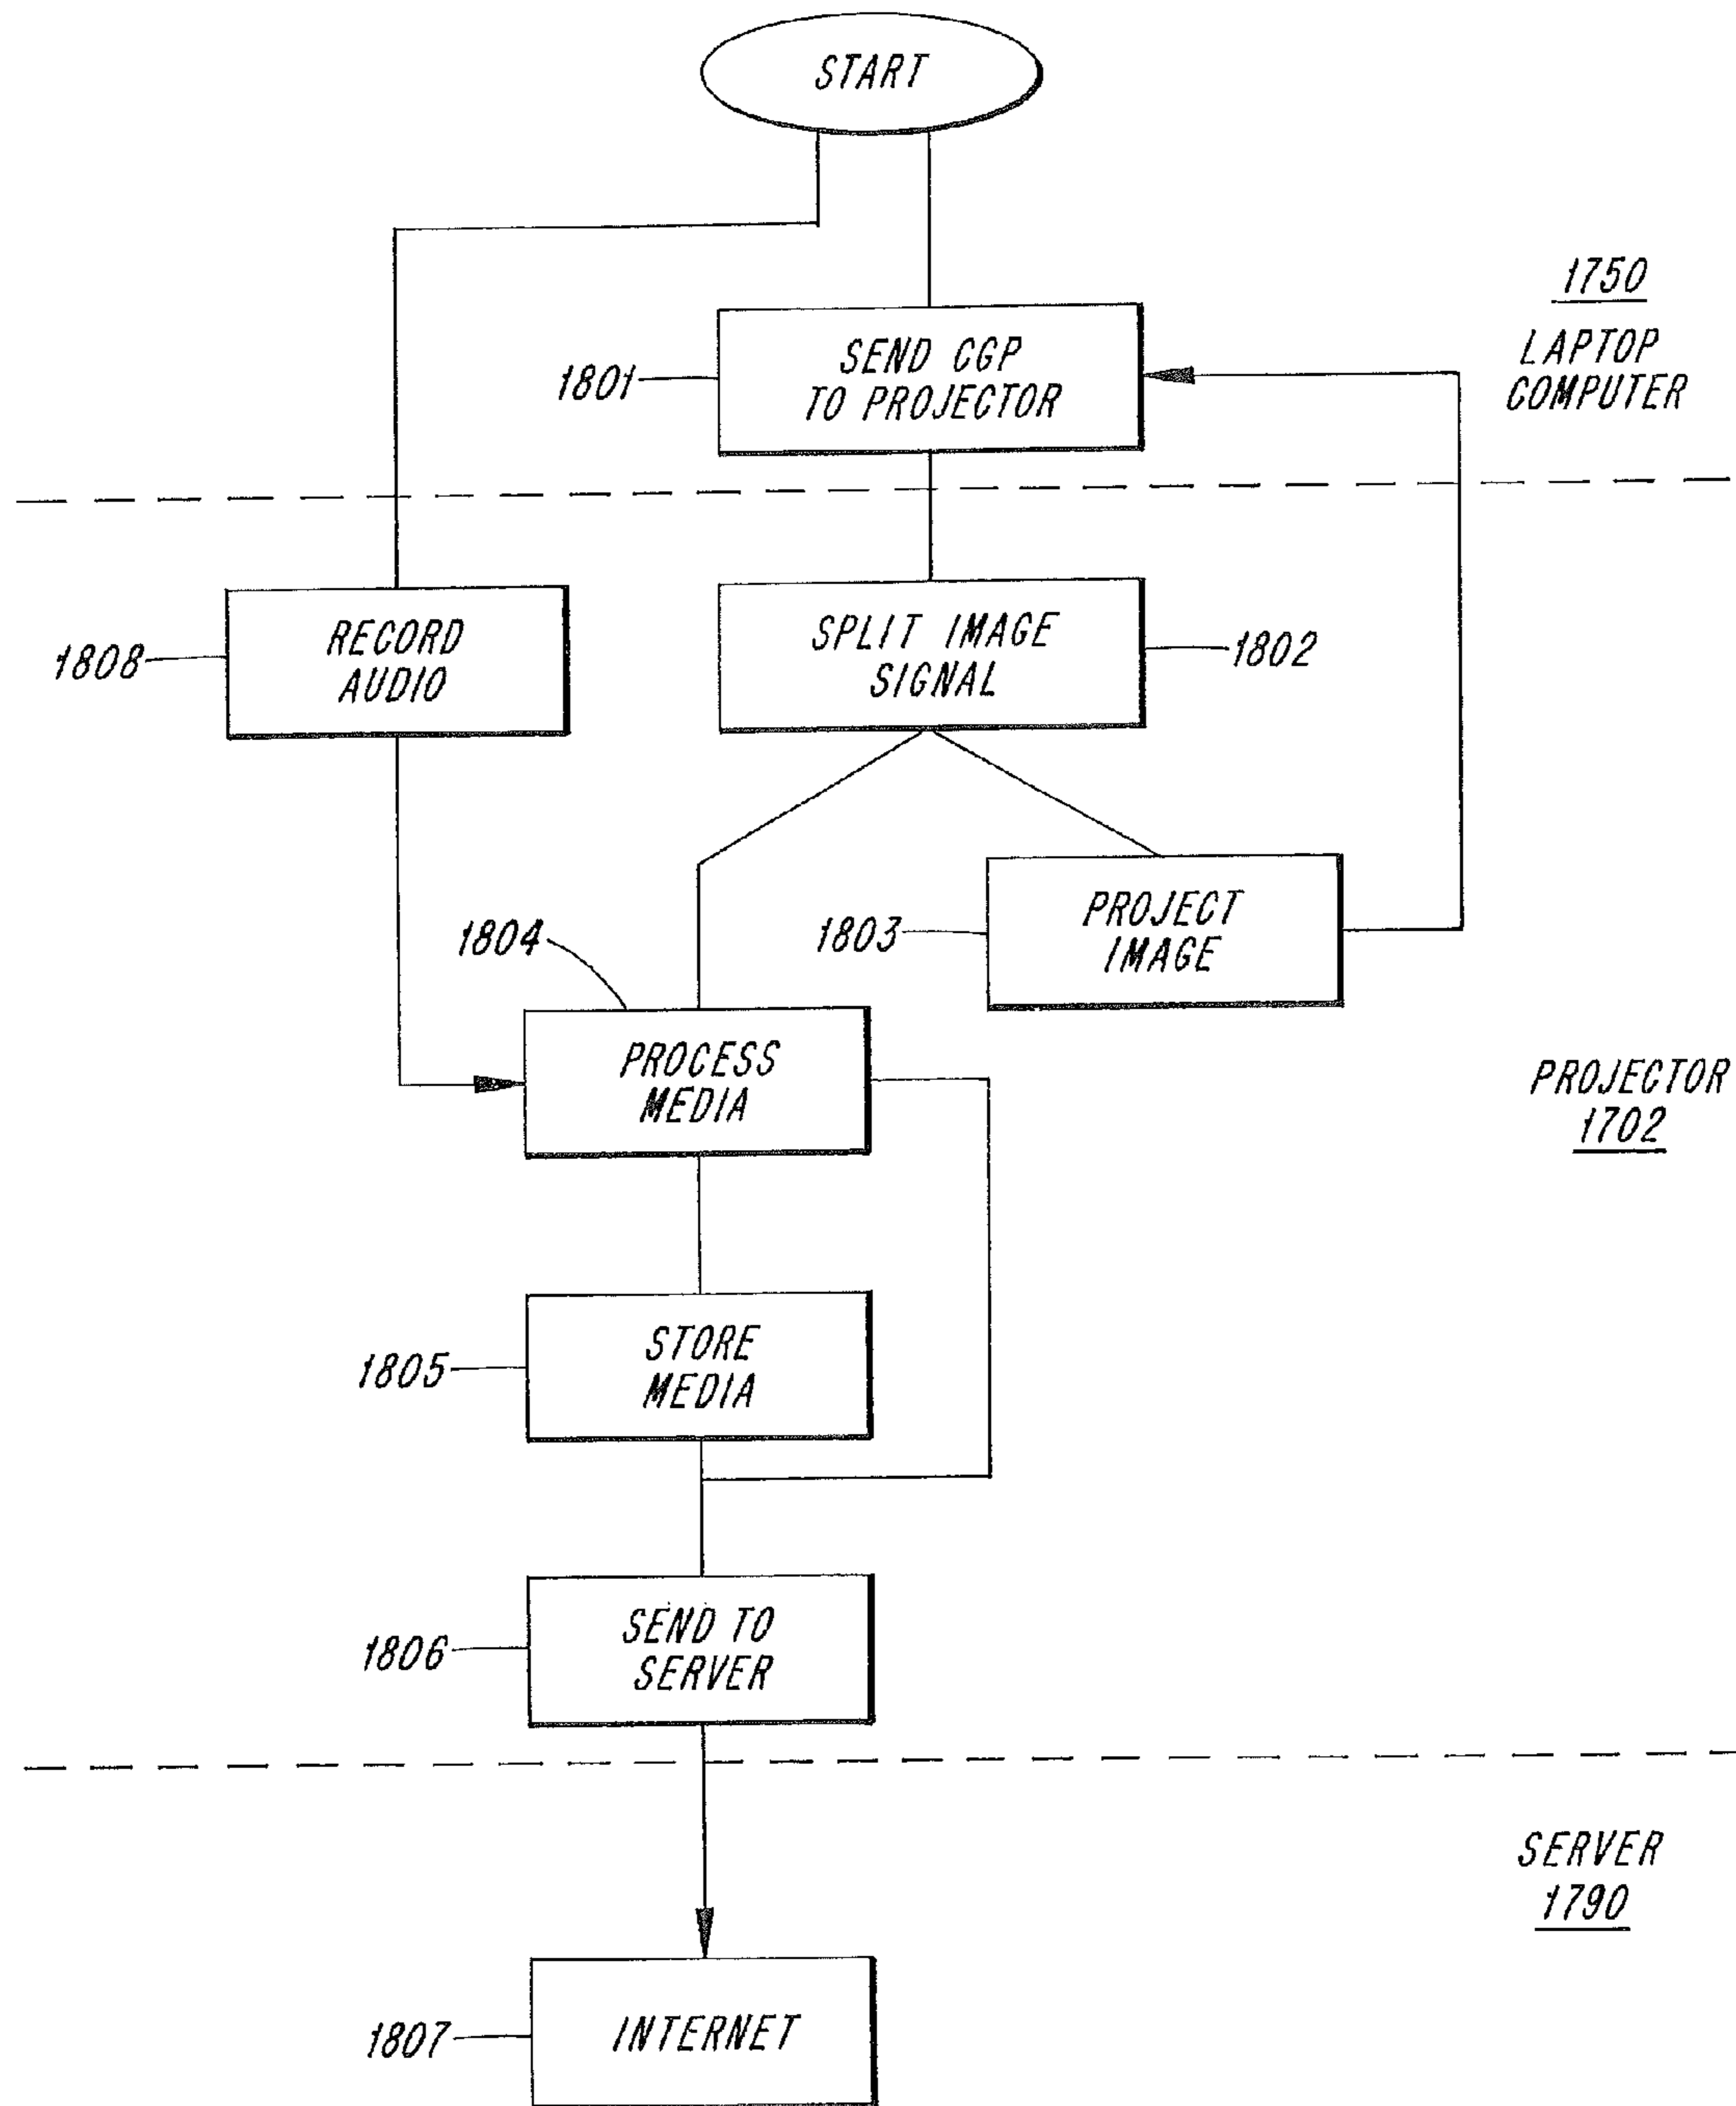 START
1750
LAPTOP
COMPUTER
1801
SEND CGP
TO PROJECTOR
1808
RECORD
AUDIO
SPLIT IMAGE
SIGNAL
1802
1804
1803
PROJECT
IMAGE
PROCESS
MEDIA
PROJECTOR
1702
1805
STORE
MEDIA
1806
SEND TO
SERVER
SERVER
1790
1807
INTERNET